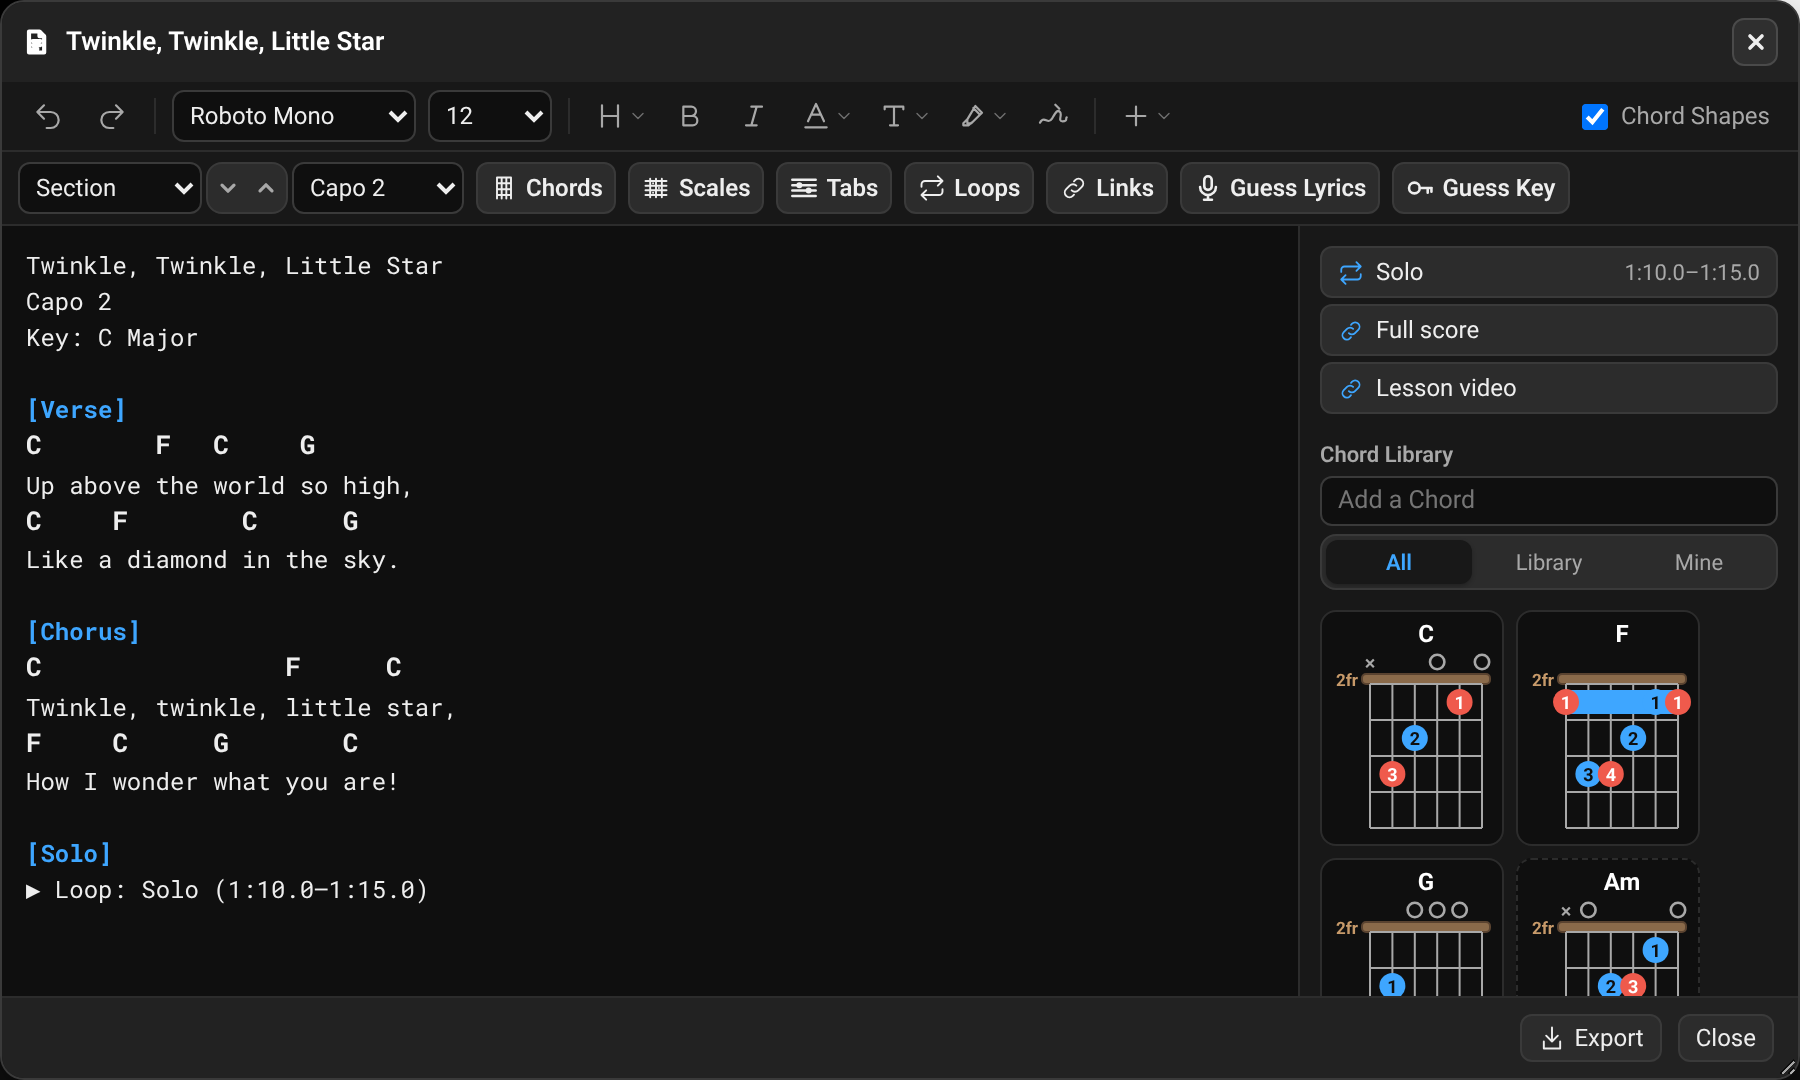 Twinkle, Twinkle, Little Star
Roboto Mono 12 H B I A T Chord Shapes
Section Capo 2 Chords Scales Tabs Loops Links Guess Lyrics Guess Key
Twinkle, Twinkle, Little Star
Capo 2
Key: C Major
[Verse]
C F C G
Up above the world so high,
C F C G
Like a diamond in the sky.
[Chorus]
C F C
Twinkle, twinkle, little star,
F C G C
How I wonder what you are!
[Solo]
▶ Loop: Solo (1:10.0–1:15.0)
Solo 1:10.0–1:15.0
Full score
Lesson video
Chord Library
Add a Chord
All Library Mine
C
×
2fr
1
2
3
F
2fr
1 1 1
2
3 4
G
2fr
1
Am
×
2fr
1
2 3
Export Close